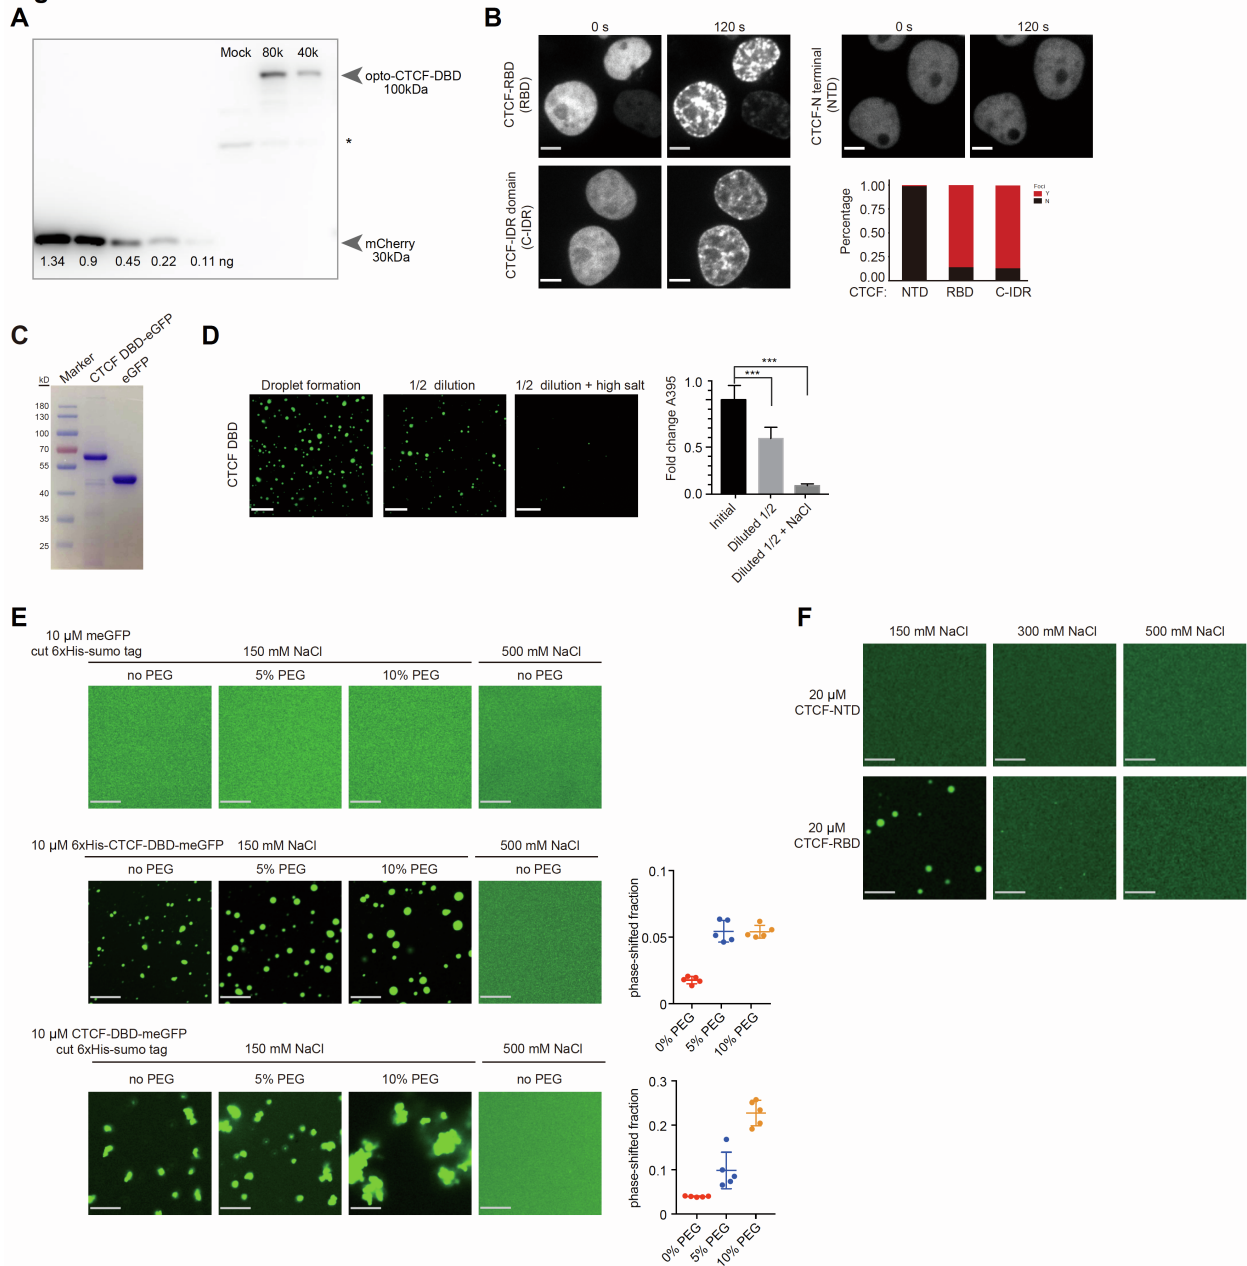 A
Mock 80k 40k
opto-CTCF-DBD
100kDa
*
mCherry
30kDa
1.34 0.9 0.45 0.22 0.11 ng
B
0 s 120 s
CTCF-RBD
(RBD)
CTCF-IDR domain
(C-IDR)
0 s 120 s
CTCF-N terminal
(NTD)
Percentage
1.00
0.75
0.50
0.25
0.00
Foci
Y
N
CTCF: NTD RBD C-IDR
C
kD Marker CTCF DBD-eGFP eGFP
180
130
100
70
55
40
35
25
D
Droplet formation 1/2 dilution 1/2 dilution + high salt
CTCF DBD
Fold change A395
1.0
0.5
0.0
***
***
Initial
Diluted 1/2
Diluted 1/2 + NaCl
E
10 µM meGFP
cut 6xHis-sumo tag 150 mM NaCl 500 mM NaCl
no PEG 5% PEG 10% PEG no PEG
10 µM 6xHis-CTCF-DBD-meGFP 150 mM NaCl 500 mM NaCl
no PEG 5% PEG 10% PEG no PEG
phase-shifted fraction
0.1
0.05
0
0% PEG 5% PEG 10% PEG
10 µM CTCF-DBD-meGFP
cut 6xHis-sumo tag 150 mM NaCl 500 mM NaCl
no PEG 5% PEG 10% PEG no PEG
phase-shifted fraction
0.3
0.2
0.1
0
0% PEG 5% PEG 10% PEG
F
150 mM NaCl 300 mM NaCl 500 mM NaCl
20 µM
CTCF-NTD
20 µM
CTCF-RBD